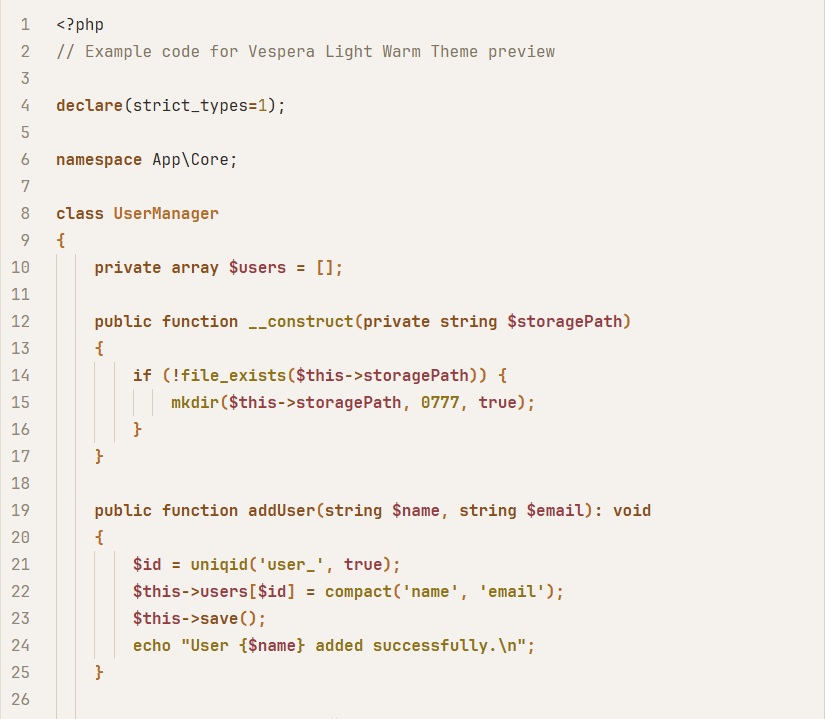 1 <?php
2 // Example code for Vespera Light Warm Theme preview
3
4 declare(strict_types=1);
5
6 namespace App\Core;
7
8 class UserManager
9 {
10     private array $users = [];
11
12     public function __construct(private string $storagePath)
13     {
14         if (!file_exists($this->storagePath)) {
15             mkdir($this->storagePath, 0777, true);
16         }
17     }
18
19     public function addUser(string $name, string $email): void
20     {
21         $id = uniqid('user_', true);
22         $this->users[$id] = compact('name', 'email');
23         $this->save();
24         echo "User {$name} added successfully.\n";
25     }
26